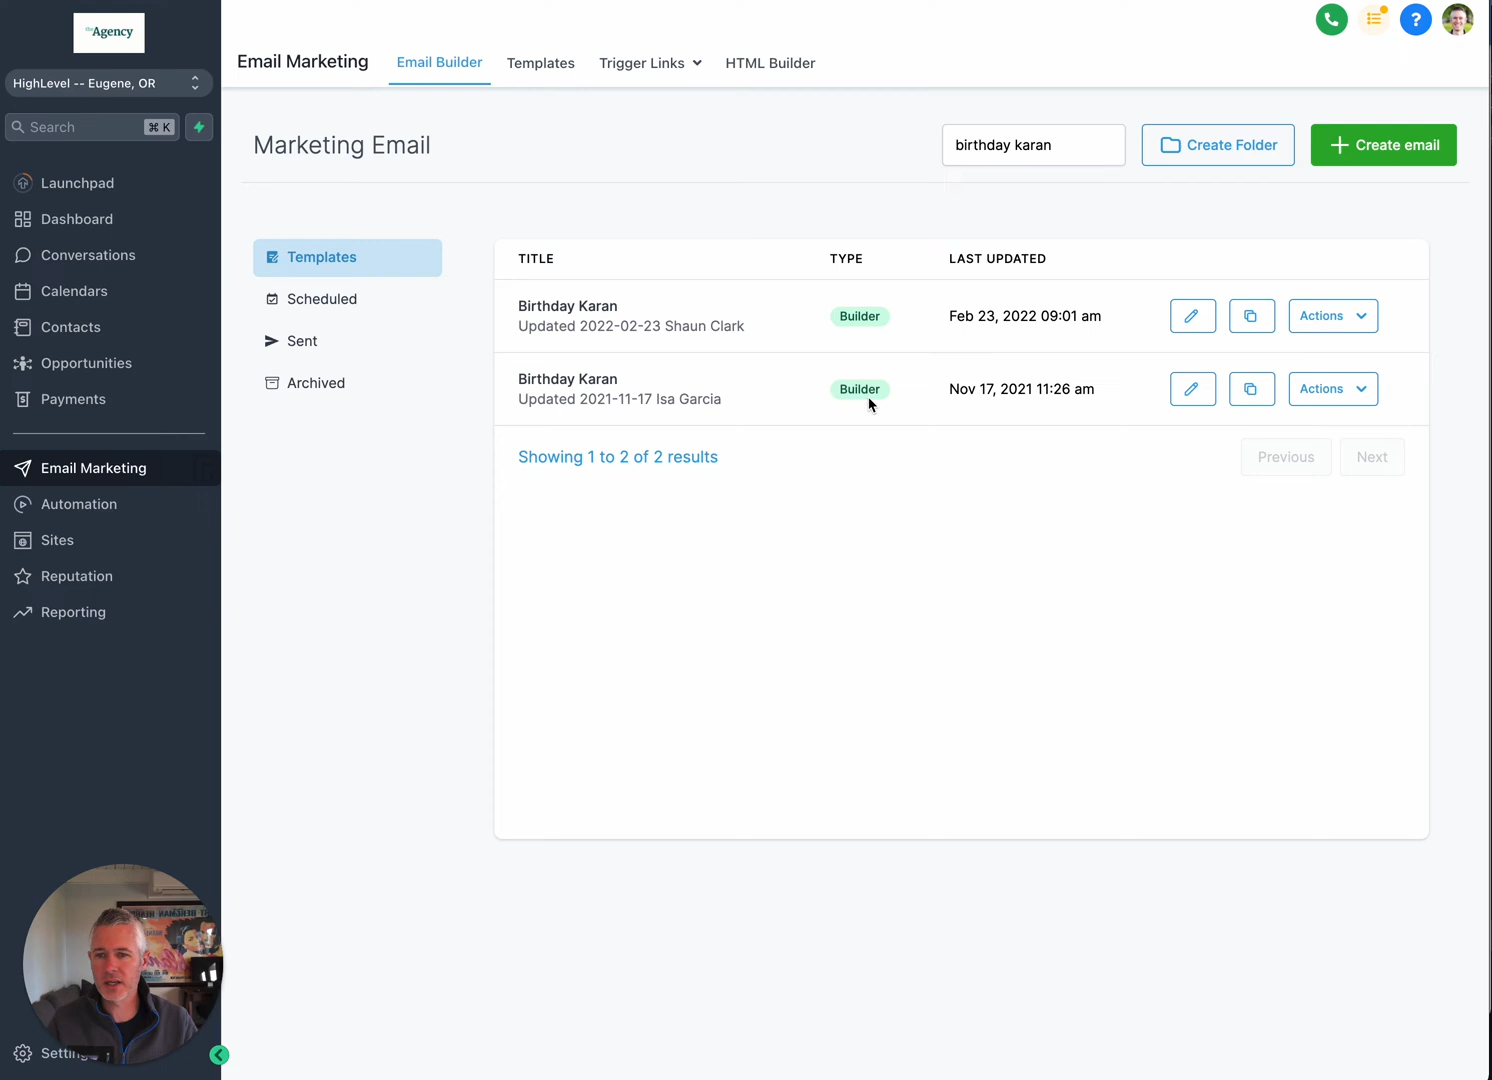 theAgency
HighLevel -- Eugene, OR
Search
⌘ K
Launchpad
Dashboard
Conversations
Calendars
Contacts
Opportunities
Payments
Email Marketing
Automation
Sites
Reputation
Reporting
Email Marketing
Email Builder
Templates
Trigger Links
HTML Builder
?
Marketing Email
birthday karan
Create Folder
Create email
Templates
Scheduled
Sent
Archived
TITLE
TYPE
LAST UPDATED
Birthday Karan
Updated 2022-02-23 Shaun Clark
Builder
Feb 23, 2022 09:01 am
Actions
Birthday Karan
Updated 2021-11-17 Isa Garcia
Builder
Nov 17, 2021 11:26 am
Actions
Showing 1 to 2 of 2 results
Previous
Next